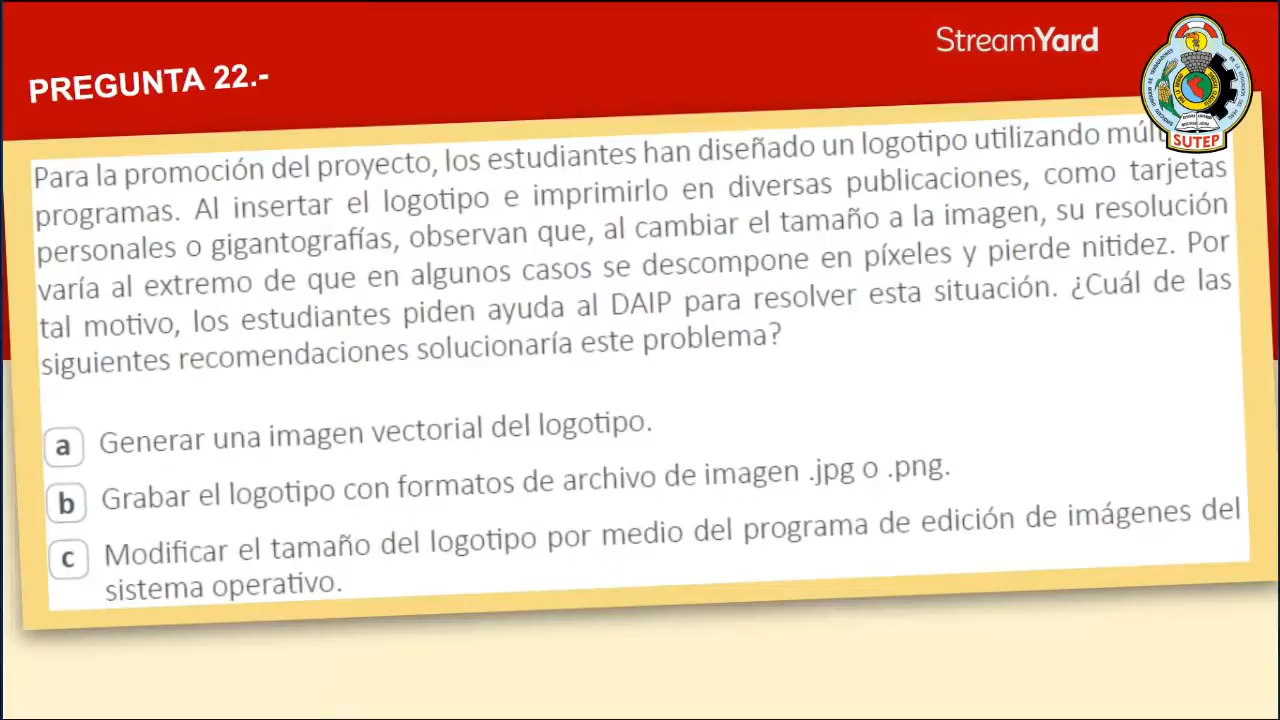 StreamYard
PREGUNTA 22.-
SUTEP
Para la promoción del proyecto, los estudiantes han diseñado un logotipo utilizando
programas. Al insertar el logotipo e imprimirlo en diversas publicaciones, como tarjetas
personales o gigantografías, observan que, al cambiar el tamaño a la imagen, su resolución
varía al extremo de que en algunos casos se descompone en píxeles y pierde nitidez. Por
tal motivo, los estudiantes piden ayuda al DAIP para resolver esta situación. ¿Cuál de las
siguientes recomendaciones solucionaría este problema?
a Generar una imagen vectorial del logotipo.
b Grabar el logotipo con formatos de archivo de imagen .jpg o .png.
c Modificar el tamaño del logotipo por medio del programa de edición de imágenes del
sistema operativo.